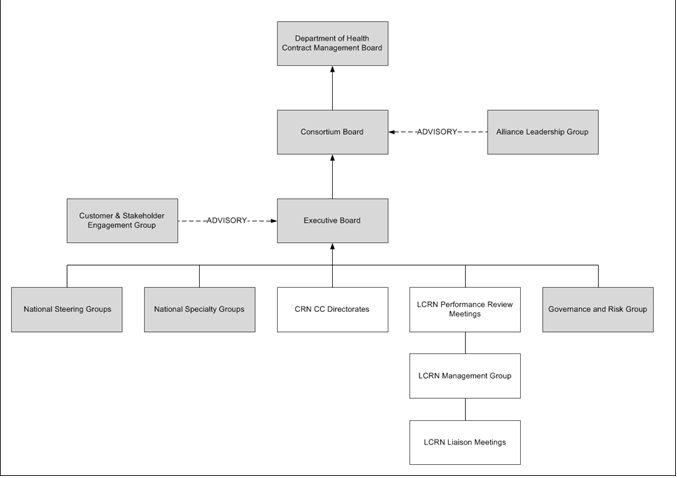 Department of Health
Contract Management Board
Consortium Board
ADVISORY
Alliance Leadership Group
Customer & Stakeholder
Engagement Group
ADVISORY
Executive Board
National Steering Groups
National Specialty Groups
CRN CC Directorates
LCRN Performance Review
Meetings
Governance and Risk Group
LCRN Management Group
LCRN Liaison Meetings